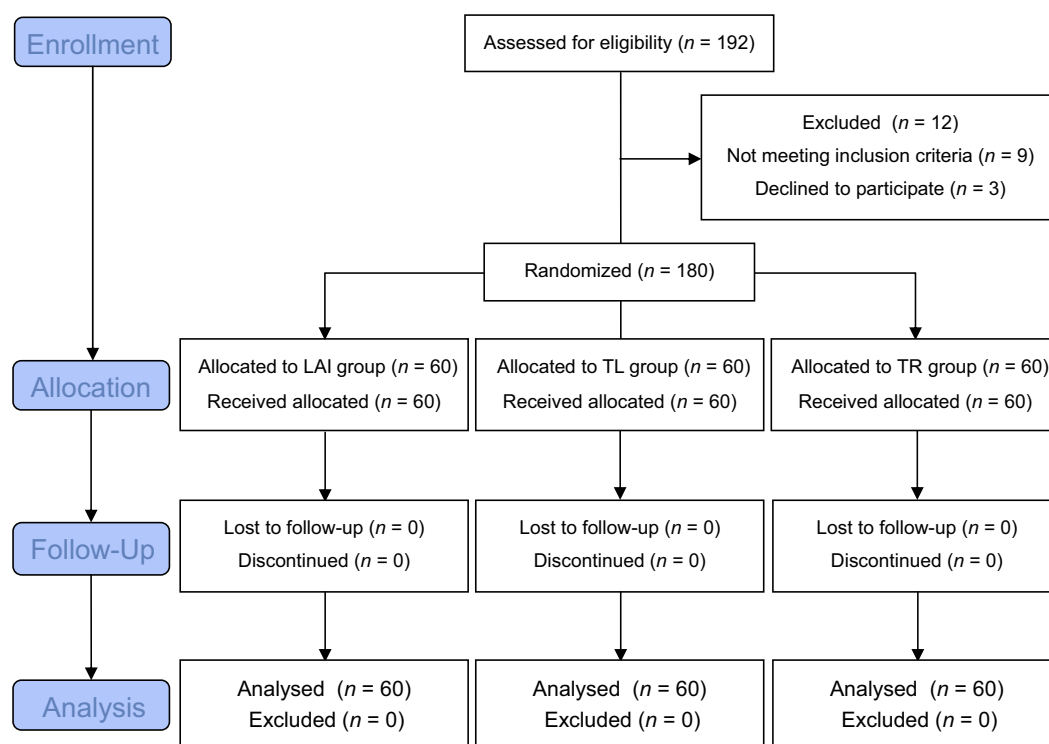 Enrollment
Assessed for eligibility (n = 192)
Excluded (n = 12)
Not meeting inclusion criteria (n = 9)
Declined to participate (n = 3)
Randomized (n = 180)
Allocation
Allocated to LAI group (n = 60)
Received allocated (n = 60)
Allocated to TL group (n = 60)
Received allocated (n = 60)
Allocated to TR group (n = 60)
Received allocated (n = 60)
Follow-Up
Lost to follow-up (n = 0)
Discontinued (n = 0)
Lost to follow-up (n = 0)
Discontinued (n = 0)
Lost to follow-up (n = 0)
Discontinued (n = 0)
Analysis
Analysed (n = 60)
Excluded (n = 0)
Analysed (n = 60)
Excluded (n = 0)
Analysed (n = 60)
Excluded (n = 0)